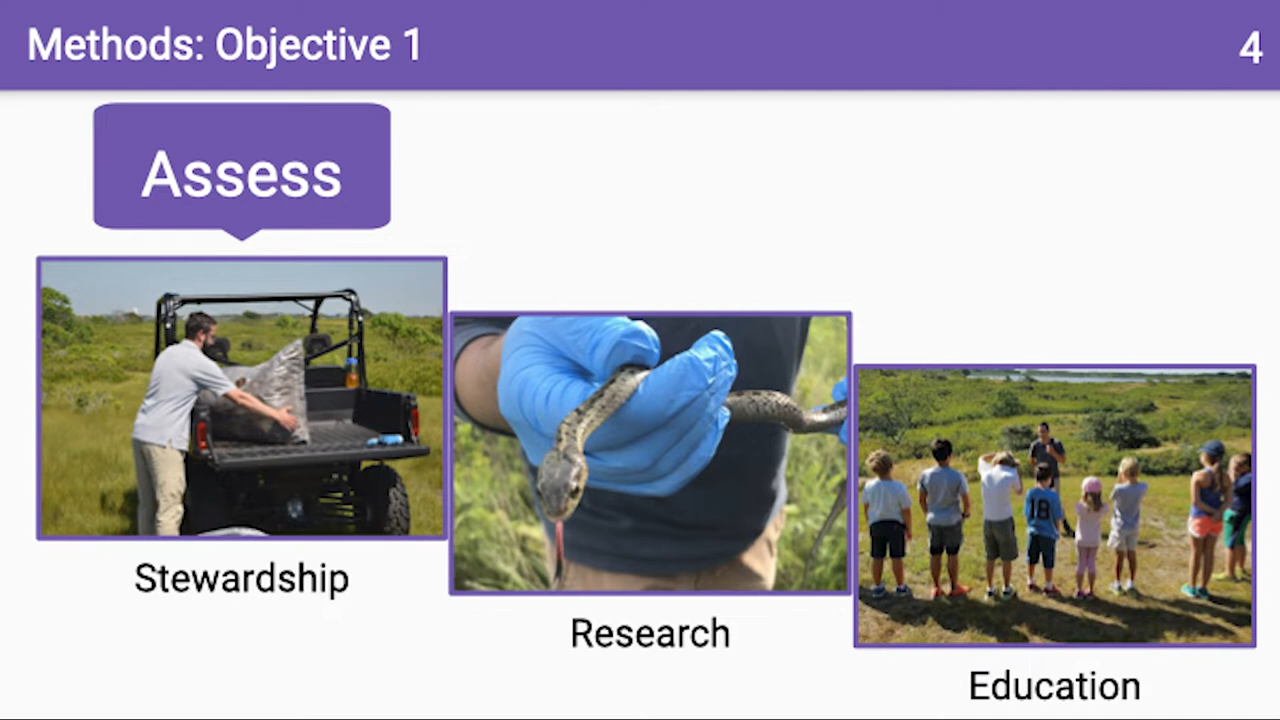 Methods: Objective 1
4
Assess
18
Stewardship
Research
Education